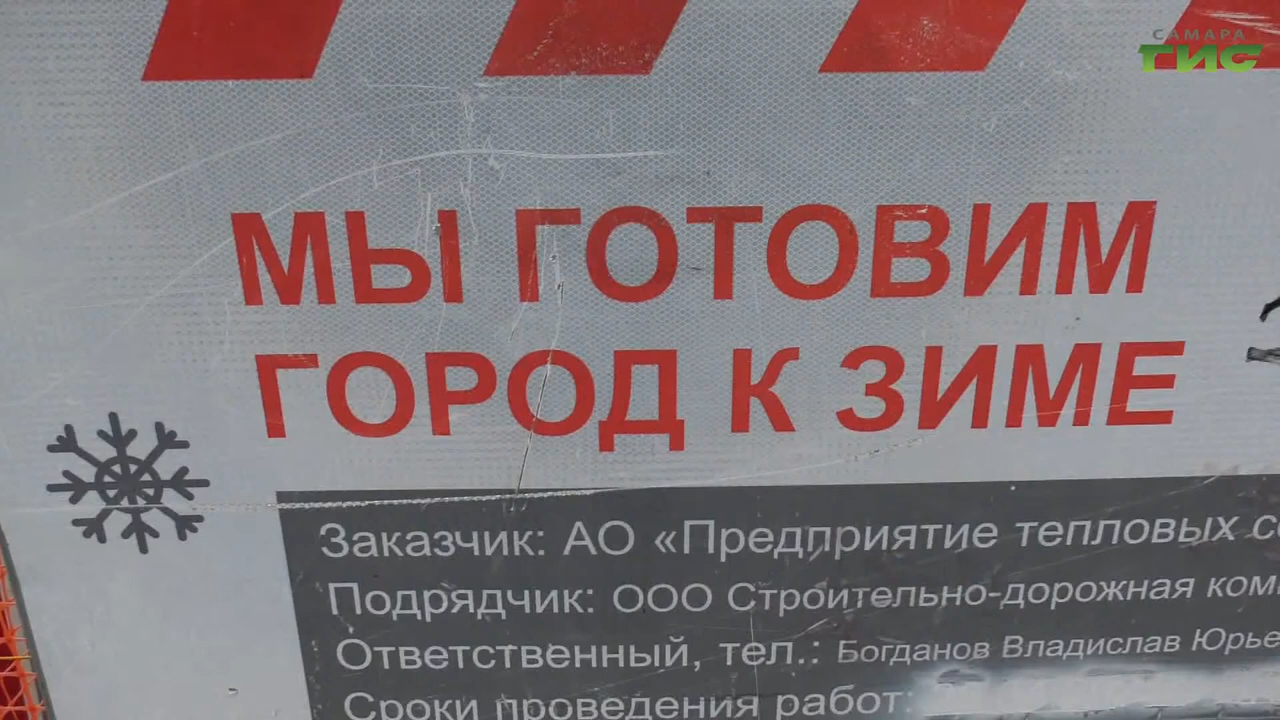 САМАРА
ГИС
МЫ ГОТОВИМ
ГОРОД К ЗИМЕ
Заказчик: АО «Предприятие тепловых
Подрядчик: ООО Строительно-дорожная
Ответственный, тел.: Богданов Владислав
Сроки проведения работ: